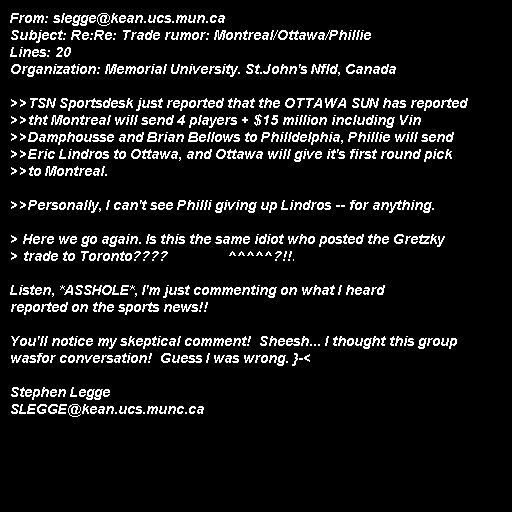 From: slegge@kean.ucs.mun.ca
Subject: Re:Re: Trade rumor: Montreal/Ottawa/Phillie
Lines: 20
Organization: Memorial University. St.John's Nfld, Canada

>>TSN Sportsdesk just reported that the OTTAWA SUN has reported
>>tht Montreal will send 4 players + $15 million including Vin
>>Damphousse and Brian Bellows to Philldelphia, Phillie will send
>>Eric Lindros to Ottawa, and Ottawa will give it's first round pick
>>to Montreal.

>>Personally, I can't see Philli giving up Lindros -- for anything.

> Here we go again. Is this the same idiot who posted the Gretzky
> trade to Toronto????               ^^^^^?!!.

Listen, *ASSHOLE*, I'm just commenting on what I heard
reported on the sports news!!

You'll notice my skeptical comment!  Sheesh... I thought this group
wasfor conversation!  Guess I was wrong. }-<

Stephen Legge
SLEGGE@kean.ucs.munc.ca